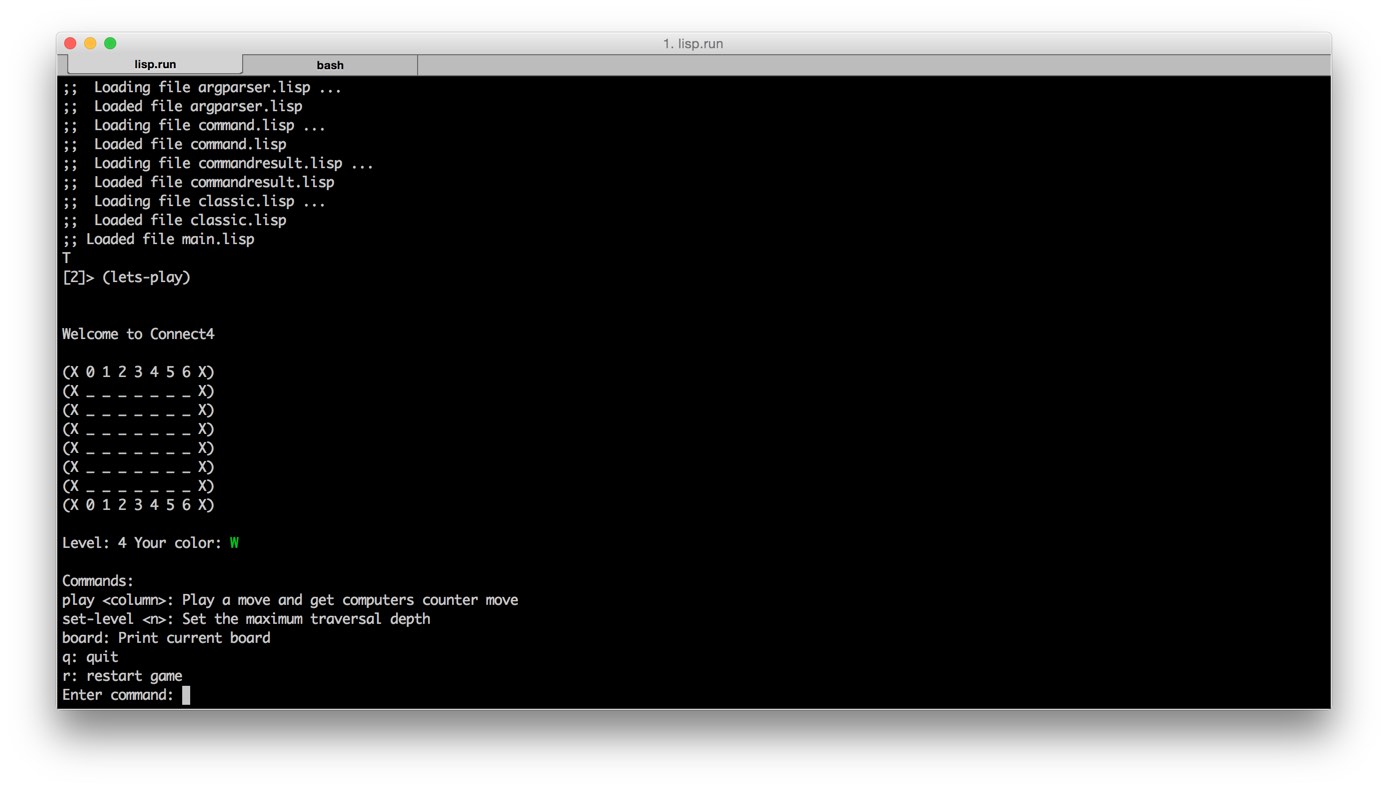 1. lisp.run
lisp.run bash
;;  Loading file argparser.lisp ...
;;  Loaded file argparser.lisp
;;  Loading file command.lisp ...
;;  Loaded file command.lisp
;;  Loading file commandresult.lisp ...
;;  Loaded file commandresult.lisp
;;  Loading file classic.lisp ...
;;  Loaded file classic.lisp
;; Loaded file main.lisp
T
[2]> (lets-play)
Welcome to Connect4
(X 0 1 2 3 4 5 6 X)
(X _ _ _ _ _ _ _ X)
(X _ _ _ _ _ _ _ X)
(X _ _ _ _ _ _ _ X)
(X _ _ _ _ _ _ _ X)
(X _ _ _ _ _ _ _ X)
(X _ _ _ _ _ _ _ X)
(X 0 1 2 3 4 5 6 X)
Level: 4 Your color: W
Commands:
play <column>: Play a move and get computers counter move
set-level <n>: Set the maximum traversal depth
board: Print current board
q: quit
r: restart game
Enter command: